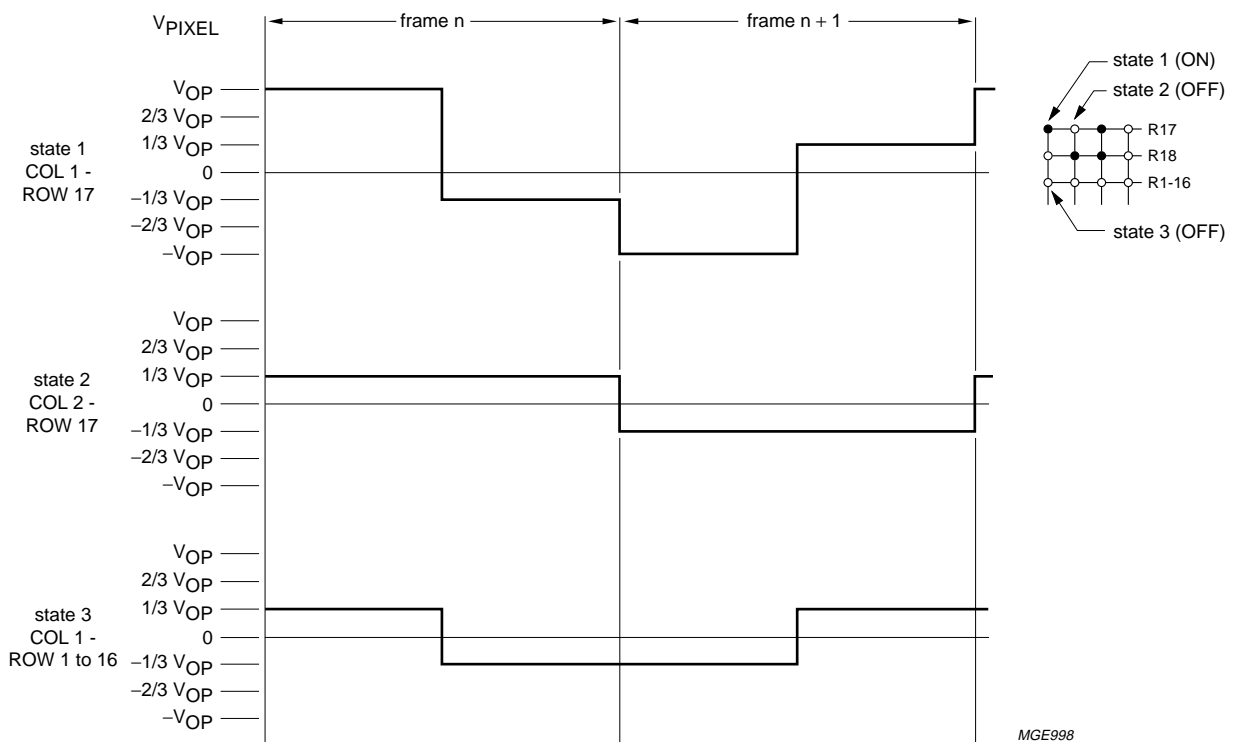 VPIXEL
frame n
frame n + 1
state 1
COL 1 -
ROW 17
VOP
2/3 VOP
1/3 VOP
0
−1/3 VOP
−2/3 VOP
−VOP
state 1 (ON)
state 2 (OFF)
R17
R18
R1-16
state 3 (OFF)
state 2
COL 2 -
ROW 17
VOP
2/3 VOP
1/3 VOP
0
−1/3 VOP
−2/3 VOP
−VOP
state 3
COL 1 -
ROW 1 to 16
VOP
2/3 VOP
1/3 VOP
0
−1/3 VOP
−2/3 VOP
−VOP
MGE998